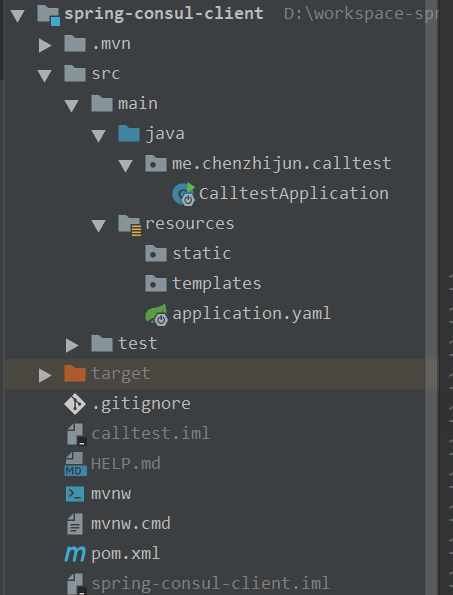 spring-consul-client D:\workspace-spr
.mvn
src
main
java
me.chenzhijun.calltest
CalltestApplication
resources
static
templates
application.yaml
test
target
.gitignore
calltest.iml
HELP.md
mvnw
mvnw.cmd
pom.xml
spring-consul-client.iml